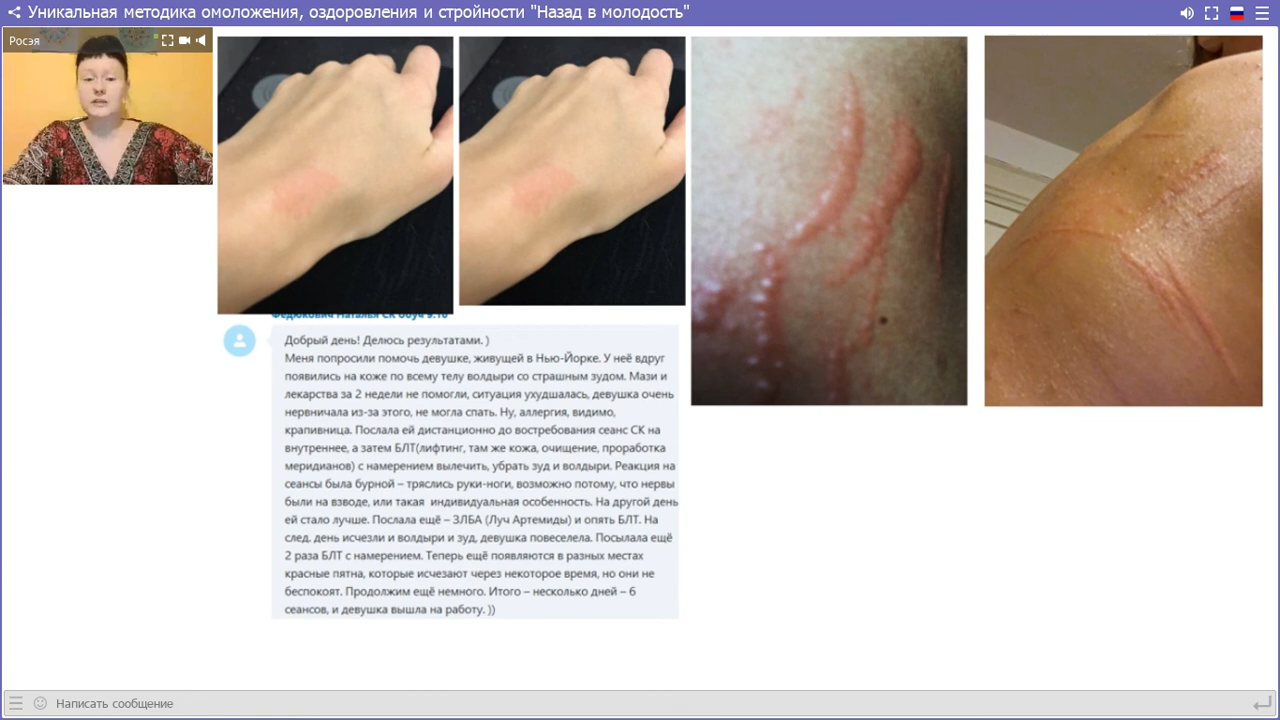 Уникальная методика омоложения, оздоровления и стройности "Назад в молодость"
Росэя
Федюкович Наталья СК обуч 9:10
Добрый день! Делюсь результатами. )
Меня попросили помочь девушке, живущей в Нью-Йорке. У неё вдруг
появились на коже по всему телу волдыри со страшным зудом. Мази и
лекарства за 2 недели не помогли, ситуация ухудшалась, девушка очень
нервничала из-за этого, не могла спать. Ну, аллергия, видимо,
крапивница. Послала ей дистанционно до востребования сеанс СК на
внутреннее, а затем БЛТ(лифтинг, там же кожа, очищение, проработка
меридианов) с намерением вылечить, убрать зуд и волдыри. Реакция на
сеансы была бурной – тряслись руки-ноги, возможно потому, что нервы
были на взводе, или такая индивидуальная особенность. На другой день
ей стало лучше. Послала ещё – ЗЛБА (Луч Артемиды) и опять БЛТ. На
след. день исчезли и волдыри и зуд, девушка повеселела. Посылала ещё
2 раза БЛТ с намерением. Теперь ещё появляются в разных местах
красные пятна, которые исчезают через некоторое время, но они не
беспокоят. Продолжим ещё немного. Итого – несколько дней – 6
сеансов, и девушка вышла на работу. ))
Написать сообщение